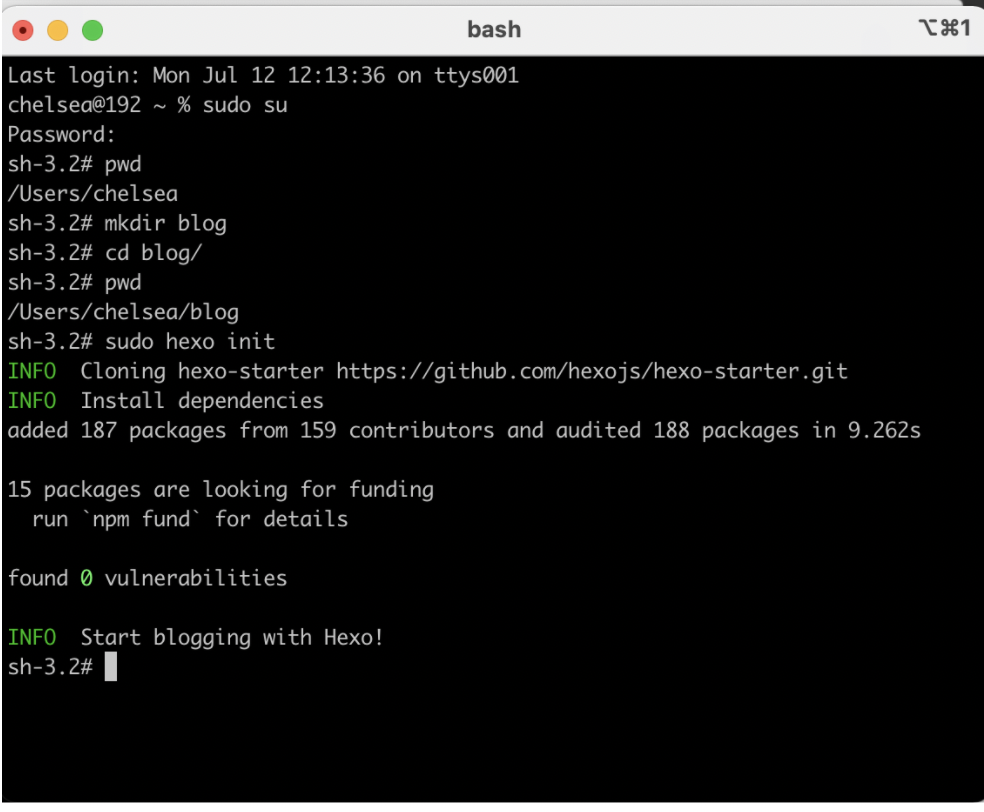 bash
⌥⌘1
Last login: Mon Jul 12 12:13:36 on ttys001
chelsea@192 ~ % sudo su
Password:
sh-3.2# pwd
/Users/chelsea
sh-3.2# mkdir blog
sh-3.2# cd blog/
sh-3.2# pwd
/Users/chelsea/blog
sh-3.2# sudo hexo init
INFO  Cloning hexo-starter https://github.com/hexojs/hexo-starter.git
INFO  Install dependencies
added 187 packages from 159 contributors and audited 188 packages in 9.262s
15 packages are looking for funding
  run `npm fund` for details
found 0 vulnerabilities
INFO  Start blogging with Hexo!
sh-3.2#